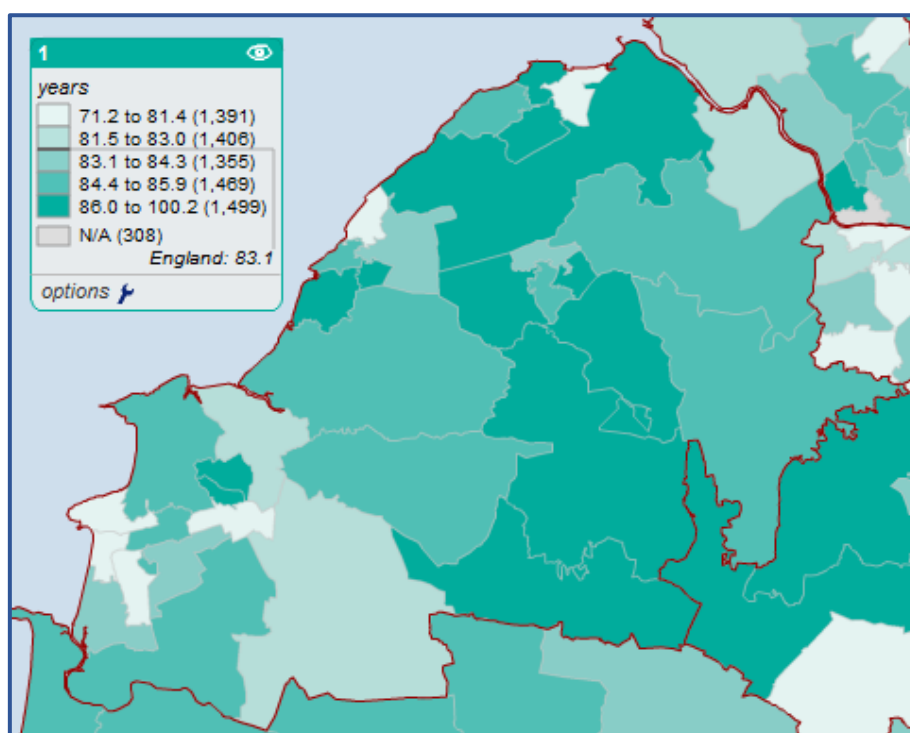 1
years
71.2 to 81.4 (1,391)
81.5 to 83.0 (1,406)
83.1 to 84.3 (1,355)
84.4 to 85.9 (1,469)
86.0 to 100.2 (1,499)
N/A (308)
England: 83.1
options